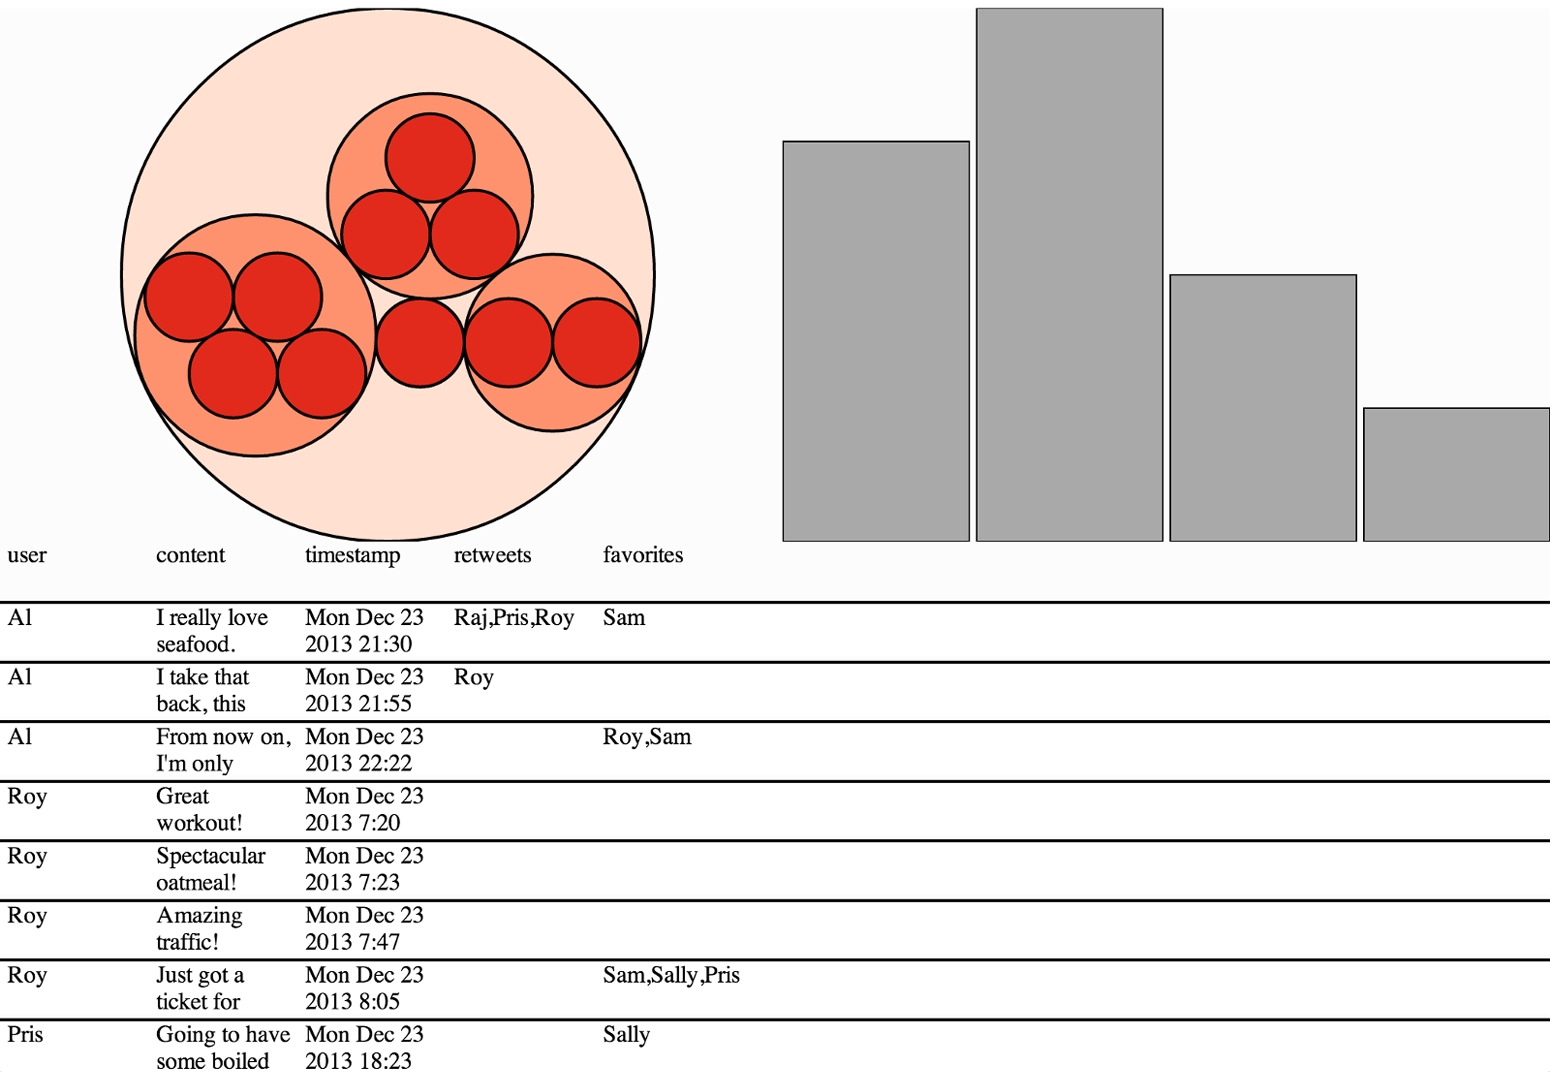 user content timestamp retweets favorites
Al I really love Mon Dec 23 Raj,Pris,Roy Sam
seafood. 2013 21:30
Al I take that Mon Dec 23 Roy
back, this 2013 21:55
Al From now on, Mon Dec 23 Roy,Sam
I'm only 2013 22:22
Roy Great Mon Dec 23
workout! 2013 7:20
Roy Spectacular Mon Dec 23
oatmeal! 2013 7:23
Roy Amazing Mon Dec 23
traffic! 2013 7:47
Roy Just got a Mon Dec 23 Sam,Sally,Pris
ticket for 2013 8:05
Pris Going to have Mon Dec 23 Sally
some boiled 2013 18:23